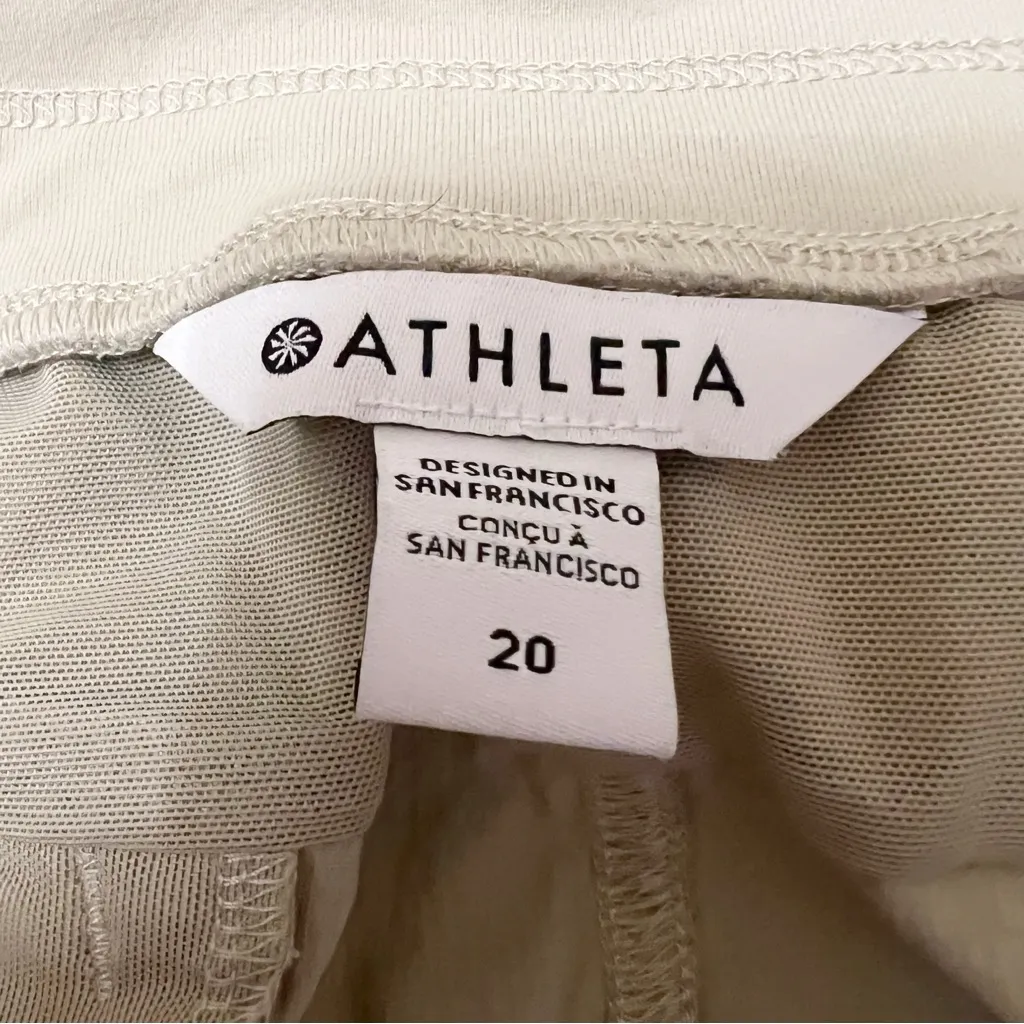 ATHLETA
DESIGNED IN
SAN FRANCISCO
CONÇU À
SAN FRANCISCO
20